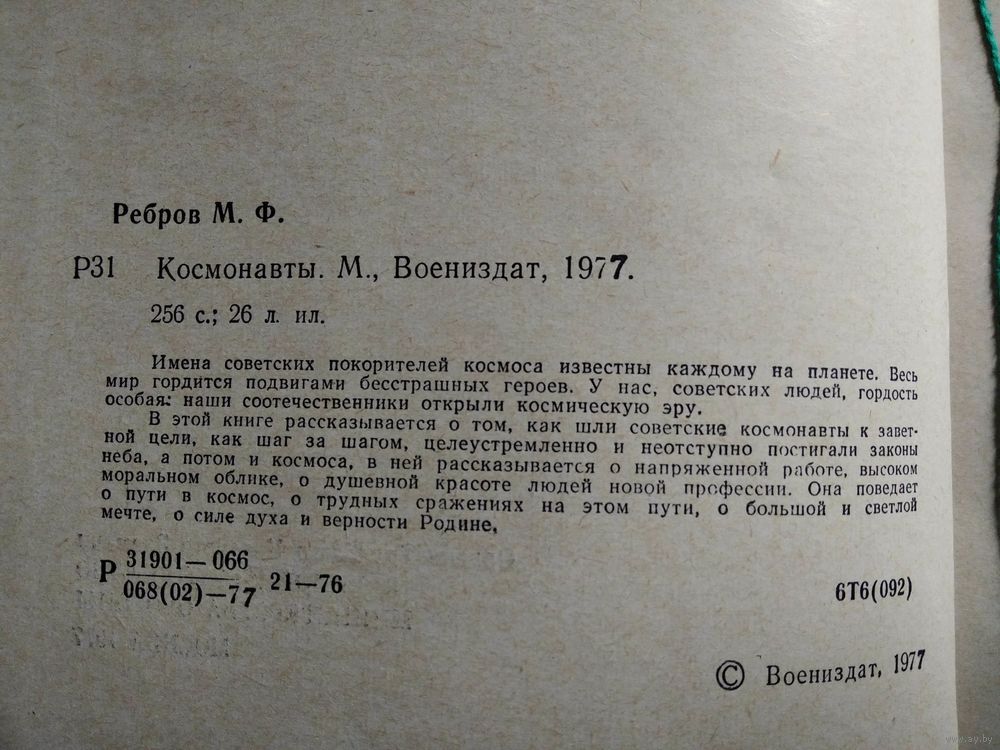 Ребров М. Ф.
Р31 Космонавты. М., Воениздат, 1977.
256 с.; 26 л. ил.
Имена советских покорителей космоса известны каждому на планете. Весь
мир гордится подвигами бесстрашных героев. У нас, советских людей, гордость
особая: наши соотечественники открыли космическую эру.
В этой книге рассказывается о том, как шли советские космонавты к завет-
ной цели, как шаг за шагом, целеустремленно и неотступно постигали законы
неба, а потом и космоса, в ней рассказывается о напряженной работе, высоком
моральном облике, о душевной красоте людей новой профессии. Она поведает
о пути в космос, о трудных сражениях на этом пути, о большой и светлой
мечте, о силе духа и верности Родине.
Р 31901—066
068(02)—77 21—76
6Т6(092)
© Воениздат, 1977
www.ay.by